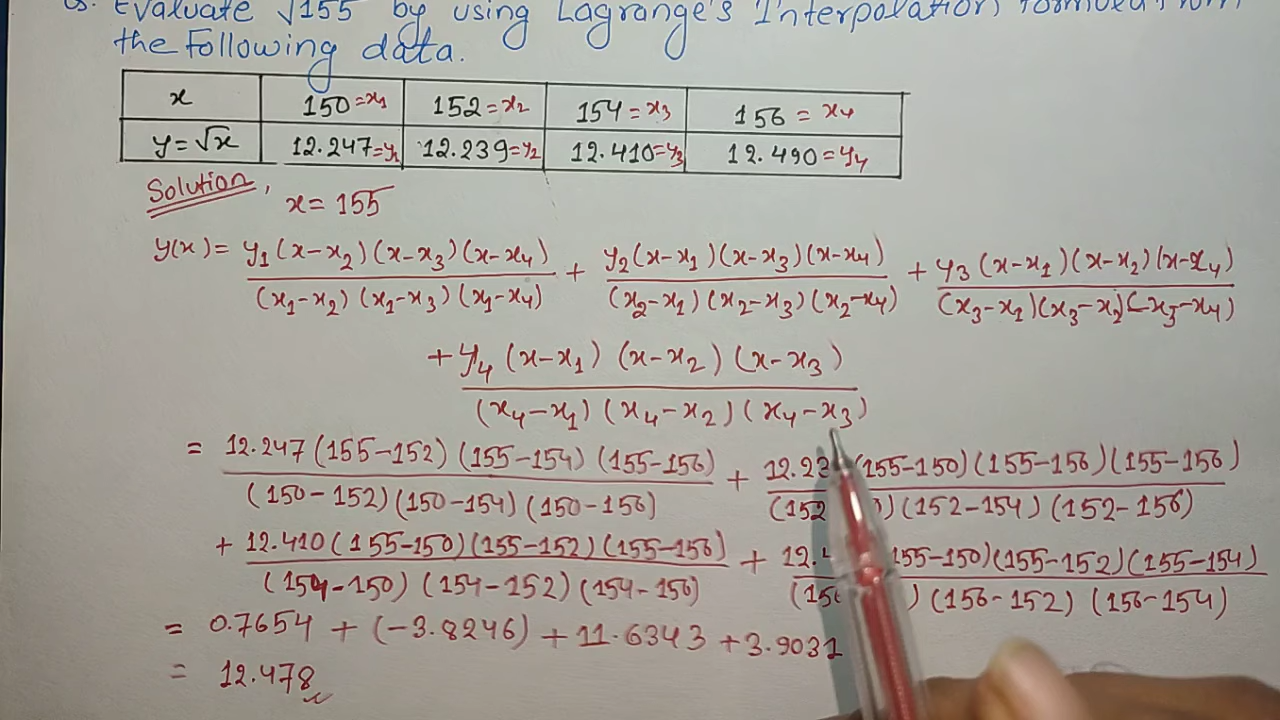 Evaluate √155 by using Lagrange's Interpolation
the following data.
x 150=x₁ 152=x₂ 154=x₃ 156=x₄
y=√x 12.247=y₁ 12.239=y₂ 12.410=y₃ 12.490=y₄
Solution,
x=155
y(x)= y₁(x-x₂)(x-x₃)(x-x₄) + y₂(x-x₁)(x-x₃)(x-x₄) + y₃(x-x₁)(x-x₂)(x-x₄)
(x₁-x₂)(x₁-x₃)(x₁-x₄) (x₂-x₁)(x₂-x₃)(x₂-x₄) (x₃-x₁)(x₃-x₂)(x₃-x₄)
+ y₄(x-x₁)(x-x₂)(x-x₃)
(x₄-x₁)(x₄-x₂)(x₄-x₃)
= 12.247(155-152)(155-154)(155-156) + (155-150)(155-156)(155-156)
(150-152)(150-154)(150-156) (152 (152-154)(152-156)
+ 12.410(155-150)(155-152)(155-156) + 155-150)(155-152)(155-154)
(154-150)(154-152)(154-156) (156-152)(156-154)
= 0.7654 + (-3.8246) + 11.6343 + 3.9031
= 12.478